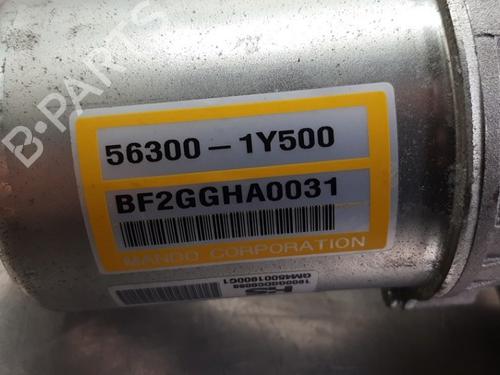 B-PARTS
56300-1Y500
BF2GGHA0031
MANDO CORPORATION